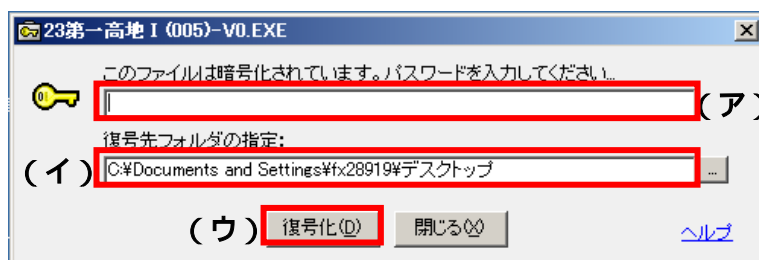 23第一高地Ⅰ(005)-V0.EXE
このファイルは暗号化されています。パスワードを入力してください...
(ア)
復号先フォルダの指定:
(イ) C:¥Documents and Settings¥fx28919¥デスクトップ ...
(ウ) 復号化(D) 閉じる(X) ヘルプ